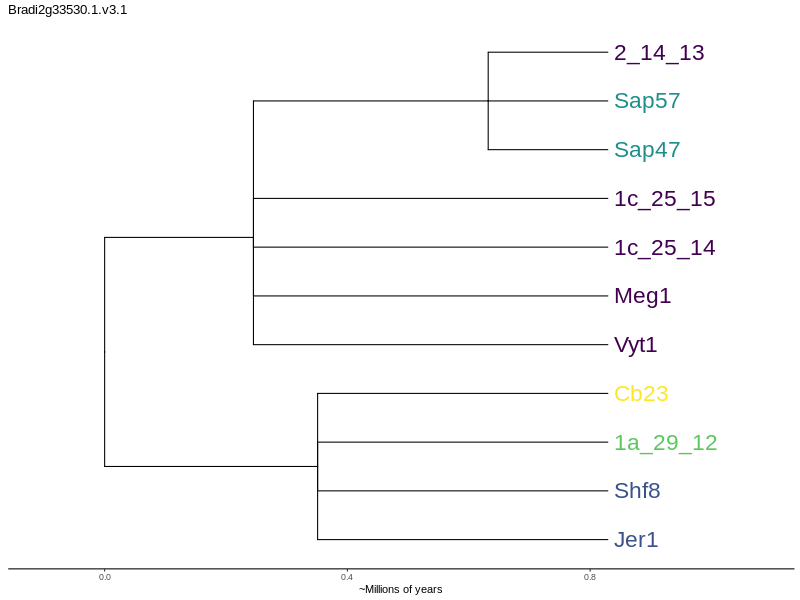 Bradi2g33530.1.v3.1
2_14_13
Sap57
Sap47
1c_25_15
1c_25_14
Meg1
Vyt1
Cb23
1a_29_12
Shf8
Jer1
0.0 0.4 0.8
~Millions of years